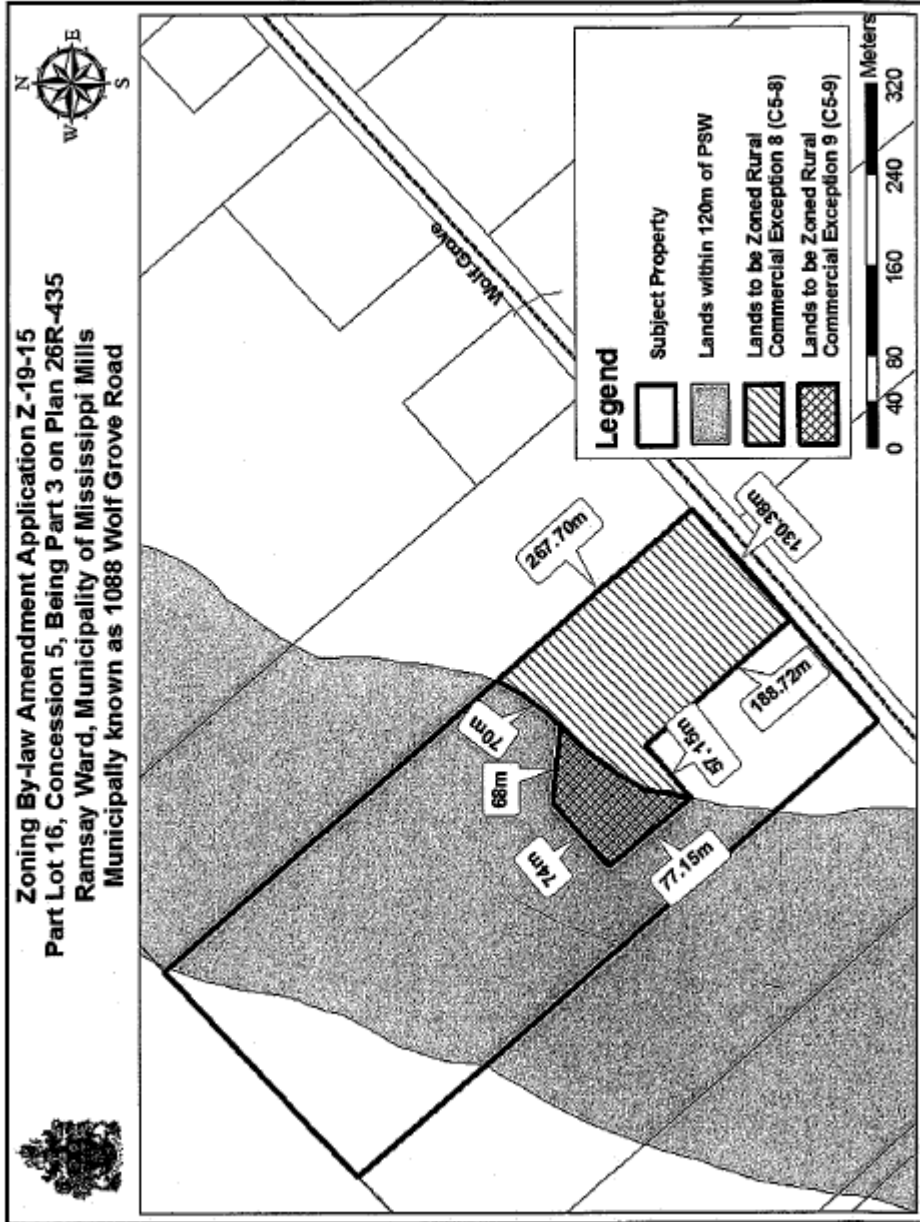 Zoning By-law Amendment Application Z-19-15
Part Lot 16, Concession 5, Being Part 3 on Plan 26R-435
Ramsay Ward, Municipality of Mississippi Mills
Municipally known as 1088 Wolf Grove Road
N
W
E
S
Wolf Grove
267.70m
70m
68m
74m
77.15m
57.15m
188.72m
130.38m
Legend
Subject Property
Lands within 120m of PSW
Lands to be Zoned Rural
Commercial Exception 8 (C5-8)
Lands to be Zoned Rural
Commercial Exception 9 (C5-9)
Meters
0 40 80 160 240 320